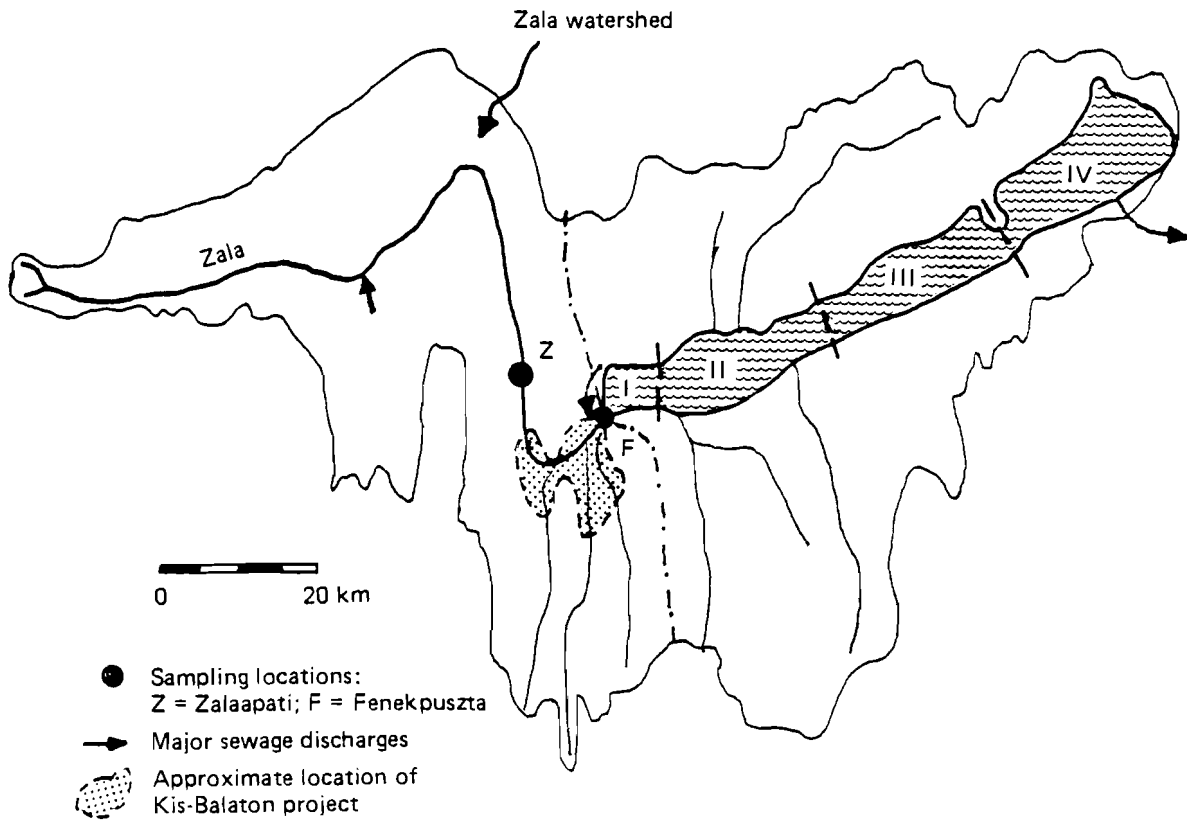 Zala watershed
Zala
Z
F
I
II
III
IV
0 20 km
Sampling locations:
Z = Zalaapati; F = Fenekpuszta
Major sewage discharges
Approximate location of
Kis-Balaton project